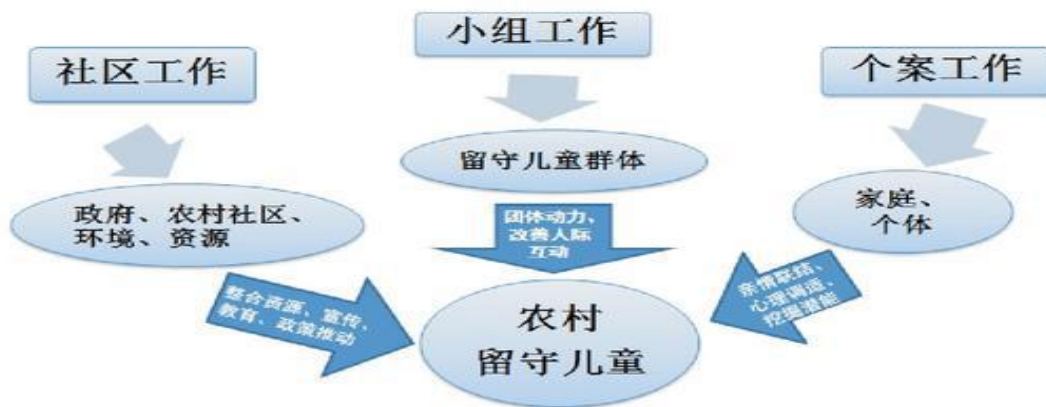 小组工作
社区工作
个案工作
留守儿童群体
政府、农村社区、
环境、资源
家庭、
个体
团体动力、
改善人际
互动
整合资源、宣传、
教育、政策推动
亲情联结、
心理调适、
挖掘潜能
农村
留守儿童